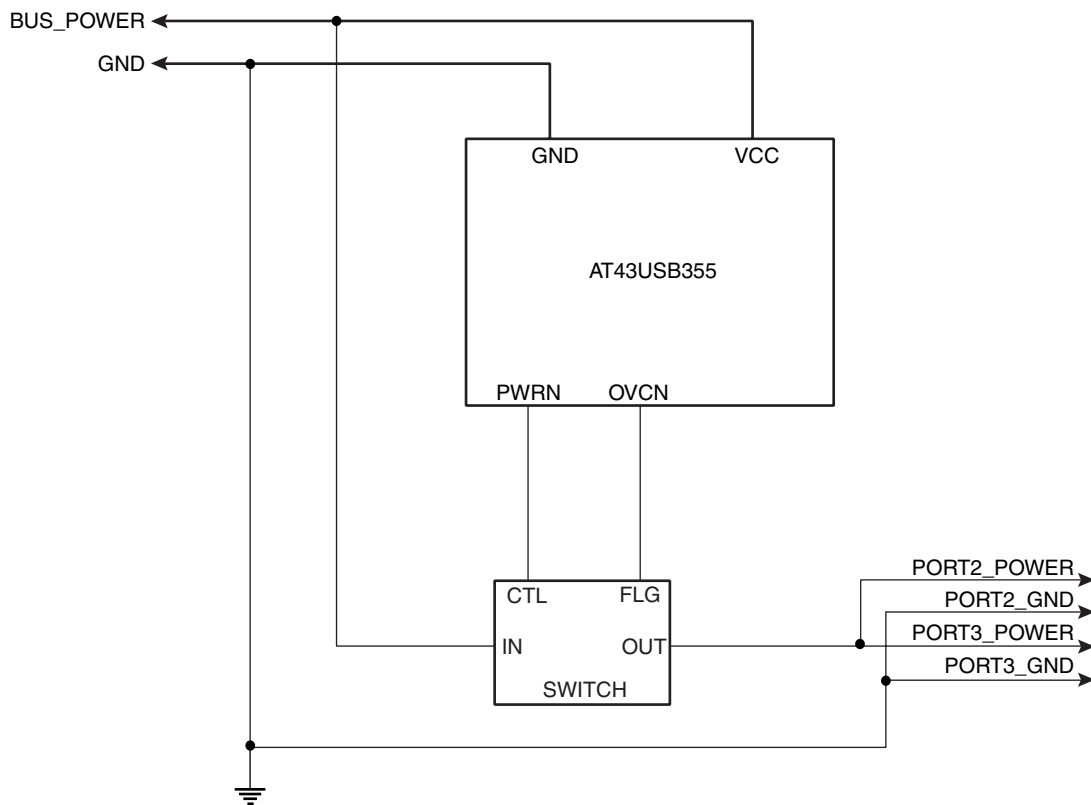 BUS_POWER
GND
GND VCC
AT43USB355
PWRN OVCN
CTL FLG
IN OUT
SWITCH
PORT2_POWER
PORT2_GND
PORT3_POWER
PORT3_GND